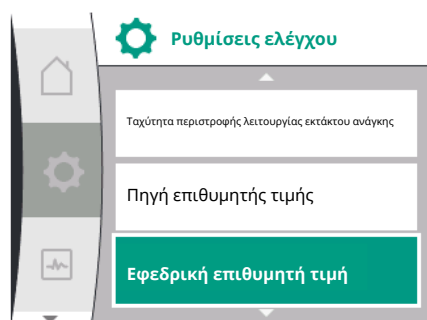 Ρυθμίσεις ελέγχου
Ταχύτητα περιστροφής λειτουργίας εκτάκτου ανάγκης
Πηγή επιθυμητής τιμής
Εφεδρική επιθυμητή τιμή